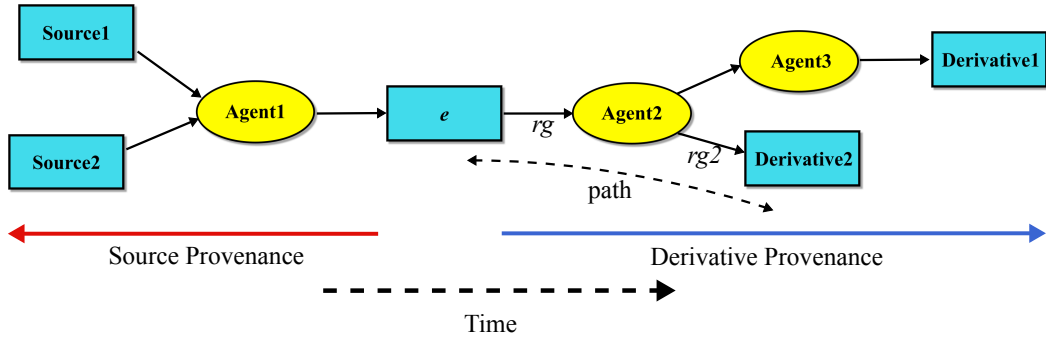 Source1
Agent3
Derivative1
Agent1
e
Agent2
rg
Source2
rg2
Derivative2
path
Source Provenance
Derivative Provenance
Time